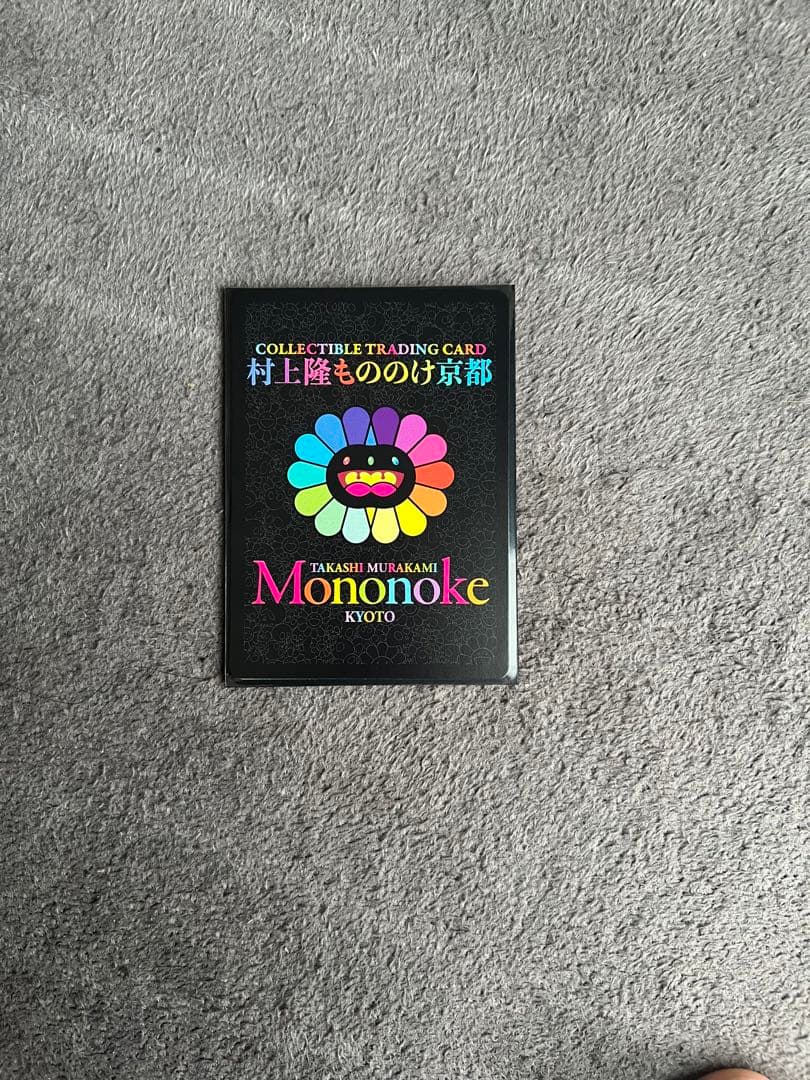 COLLECTIBLE TRADING CARD
村上隆もののけ京都
TAKASHI MURAKAMI
Mononoke
KYOTO